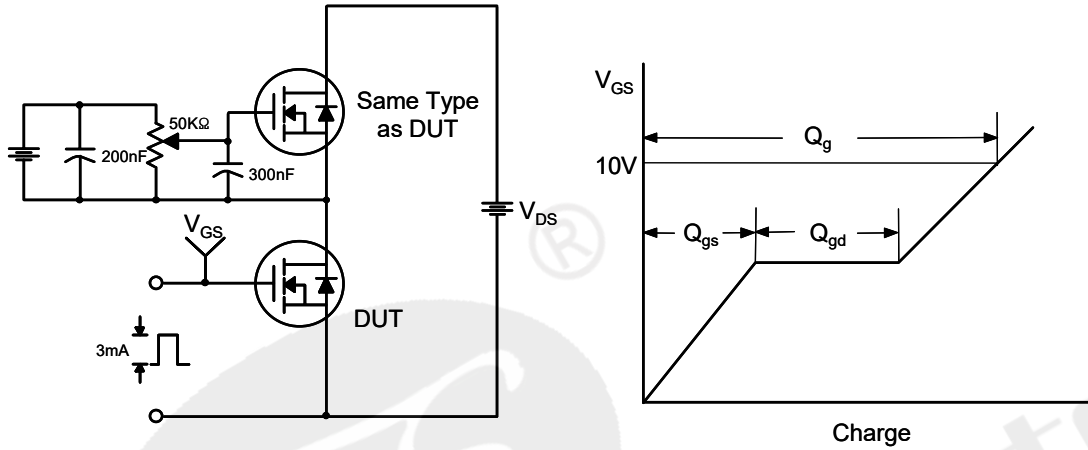 Same Type
as DUT
50KΩ
200nF
300nF
V_GS
V_DS
DUT
3mA
V_GS
Q_g
10V
Q_gs
Q_gd
Charge
®